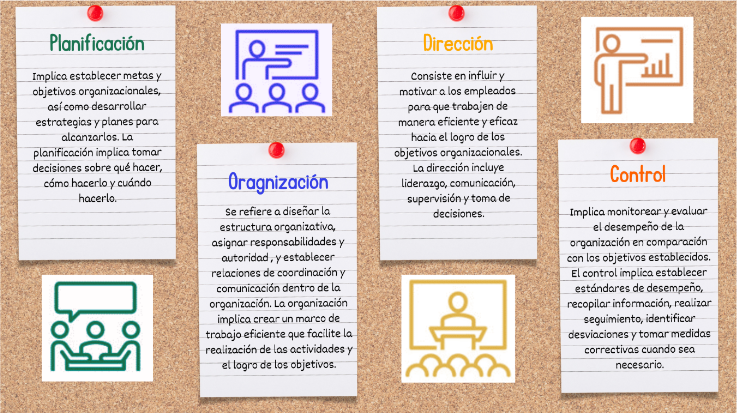 Planificación
Implica establecer metas y
objetivos organizacionales,
así como desarrollar
estrategias y planes para
alcanzarlos. La
planificación implica tomar
decisiones sobre qué hacer,
cómo hacerlo y cuándo
hacerlo.
Oragnización
Se refiere a diseñar la
estructura organizativa,
asignar responsabilidades y
autoridad , y establecer
relaciones de coordinación y
comunicación dentro de la
organización. La organización
implica crear un marco de
trabajo eficiente que facilite la
realización de las actividades y
el logro de los objetivos.
Dirección
Consiste en influir y
motivar a los empleados
para que trabajen de
manera eficiente y eficaz
hacia el logro de los
objetivos organizacionales.
La dirección incluye
liderazgo, comunicación,
supervisión y toma de
decisiones.
Control
Implica monitorear y evaluar
el desempeño de la
organización en comparación
con los objetivos establecidos.
El control implica establecer
estándares de desempeño,
recopilar información, realizar
seguimiento, identificar
desviaciones y tomar medidas
correctivas cuando sea
necesario.